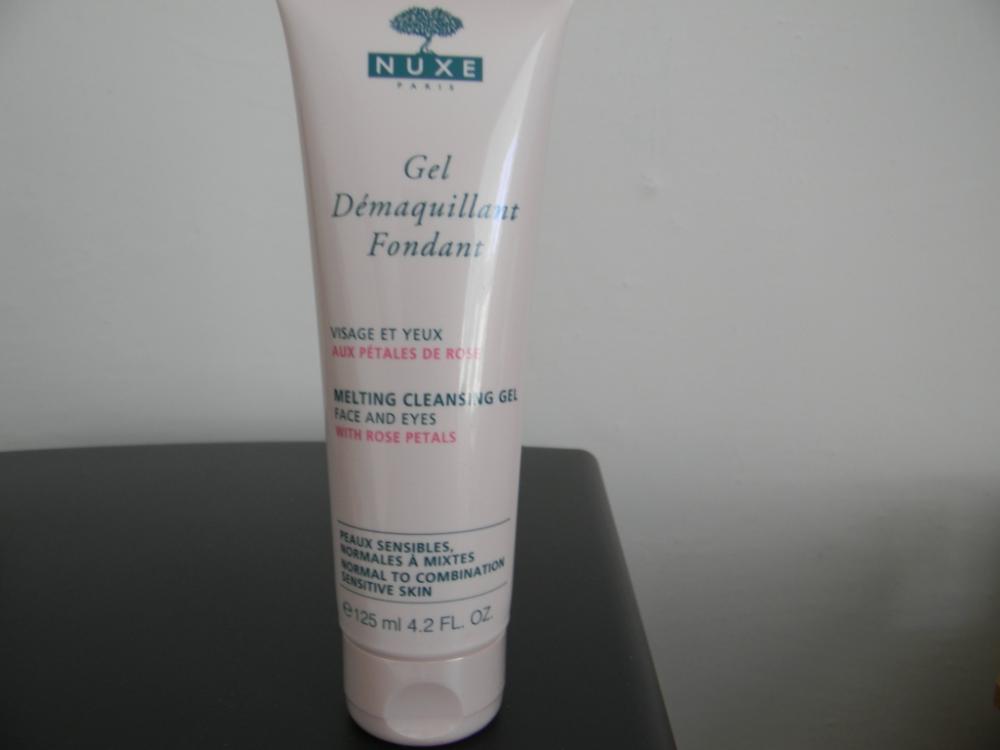 NUXE
PARIS
Gel
Démaquillant
Fondant
VISAGE ET YEUX
AUX PÉTALES DE ROSE
MELTING CLEANSING GEL
FACE AND EYES
WITH ROSE PETALS
PEAUX SENSIBLES,
NORMALES À MIXTES
NORMAL TO COMBINATION
SENSITIVE SKIN
℮125 ml 4.2 FL. OZ.